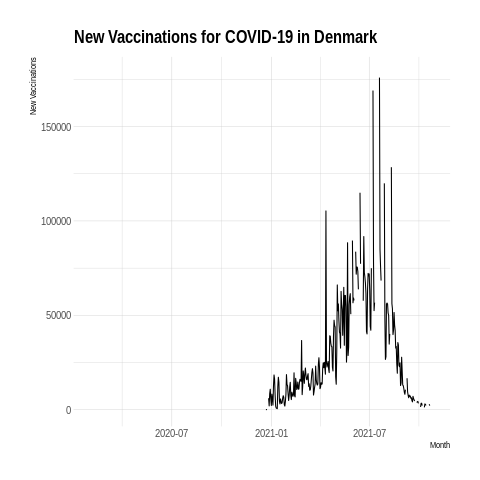 New Vaccinations for COVID-19 in Denmark
New Vaccinations
150000
100000
50000
0
2020-07
2021-01
2021-07
Month